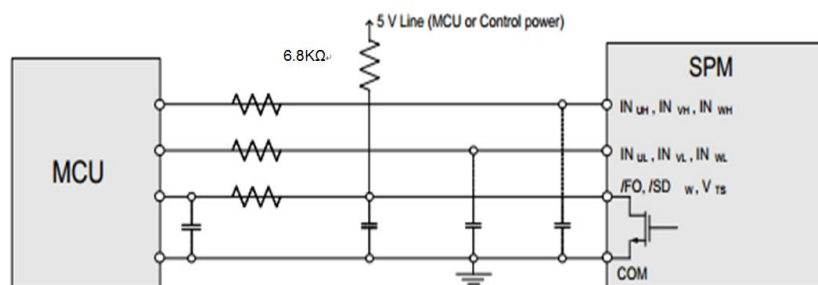 5 V Line (MCU or Control power)
6.8KΩ
SPM
IN UH , IN VH , IN WH
MCU
IN UL , IN VL , IN WL
/FO, /SD W , V TS
COM